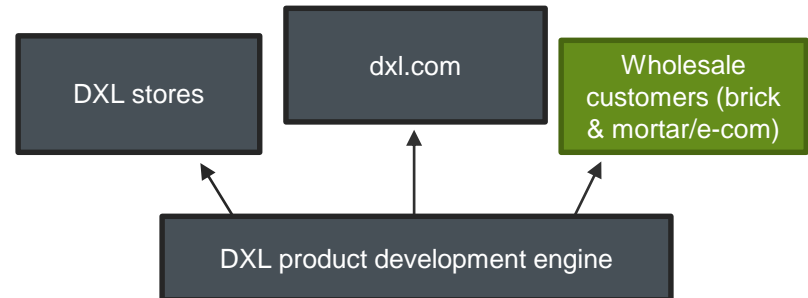 DXL stores
dxl.com
Wholesale
customers (brick
& mortar/e-com)
DXL product development engine